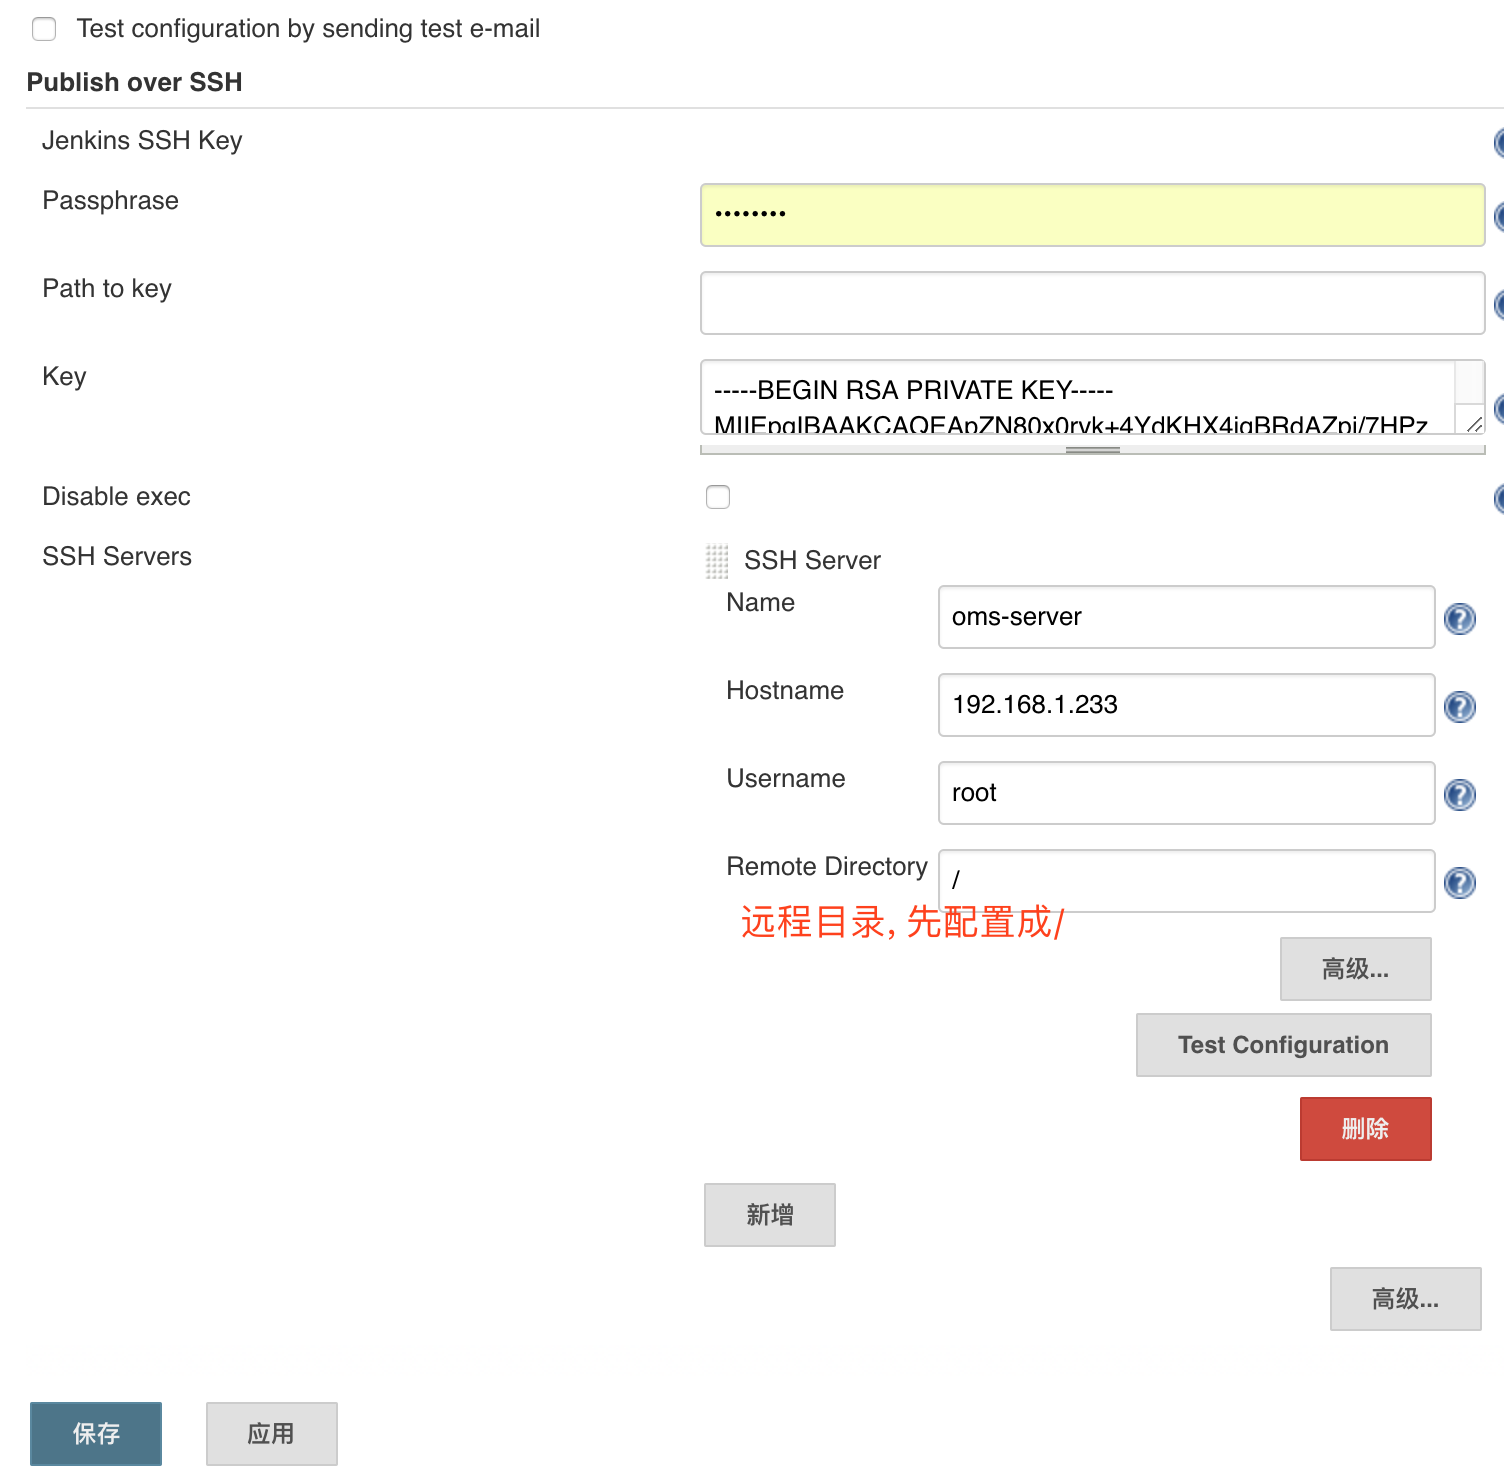 Test configuration by sending test e-mail
Publish over SSH
Jenkins SSH Key
Passphrase
••••••••
Path to key
Key
-----BEGIN RSA PRIVATE KEY-----
Disable exec
SSH Servers
SSH Server
Name
oms-server
Hostname
192.168.1.233
Username
root
Remote Directory
/
远程目录, 先配置成/
高级...
Test Configuration
删除
新增
高级...
保存
应用